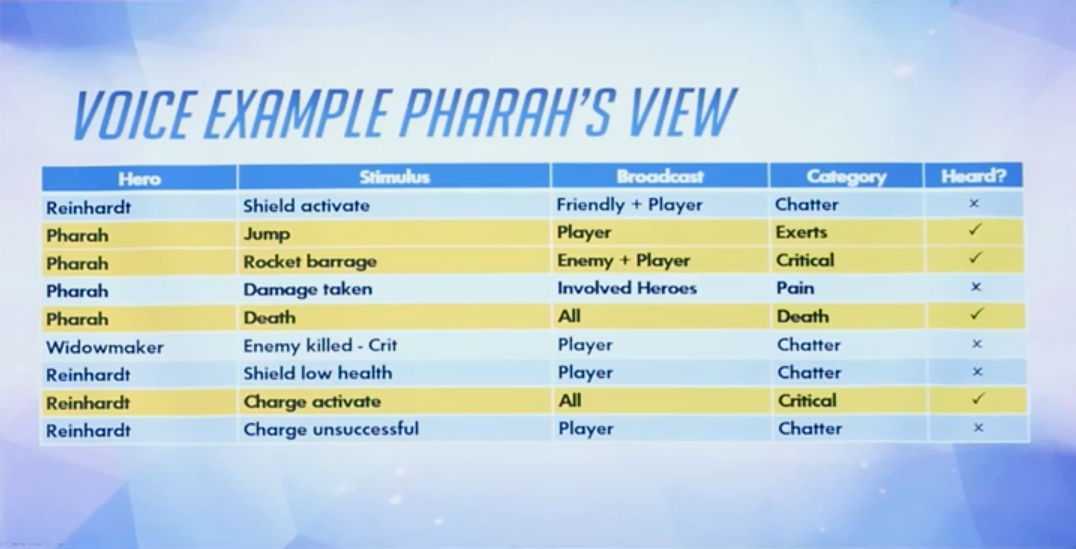 VOICE EXAMPLE PHARAH'S VIEW
Hero Stimulus Broadcast Category Heard?
Reinhardt Shield activate Friendly + Player Chatter ×
Pharah Jump Player Exerts ✓
Pharah Rocket barrage Enemy + Player Critical ✓
Pharah Damage taken Involved Heroes Pain ×
Pharah Death All Death ✓
Widowmaker Enemy killed - Crit Player Chatter ×
Reinhardt Shield low health Player Chatter ×
Reinhardt Charge activate All Critical ✓
Reinhardt Charge unsuccessful Player Chatter ×